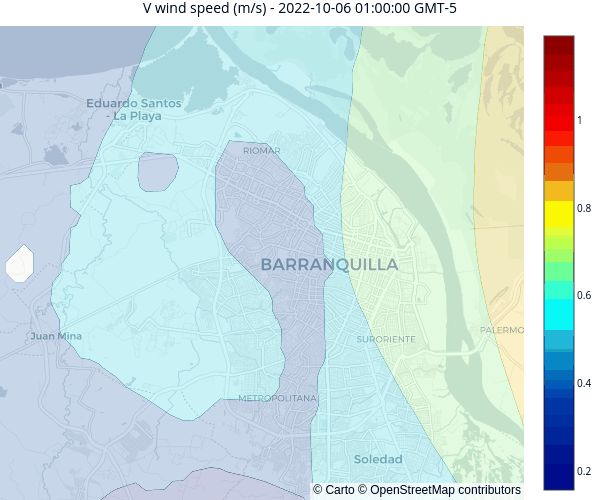 V wind speed (m/s) - 2022-10-06 01:00:00 GMT-5
Eduardo Santos
- La Playa
RIOMAR
BARRANQUILLA
Juan Mina
SURORIENTE
PALERMO
METROPOLITANA
Soledad
© Carto © OpenStreetMap contributors
1
0.8
0.6
0.4
0.2